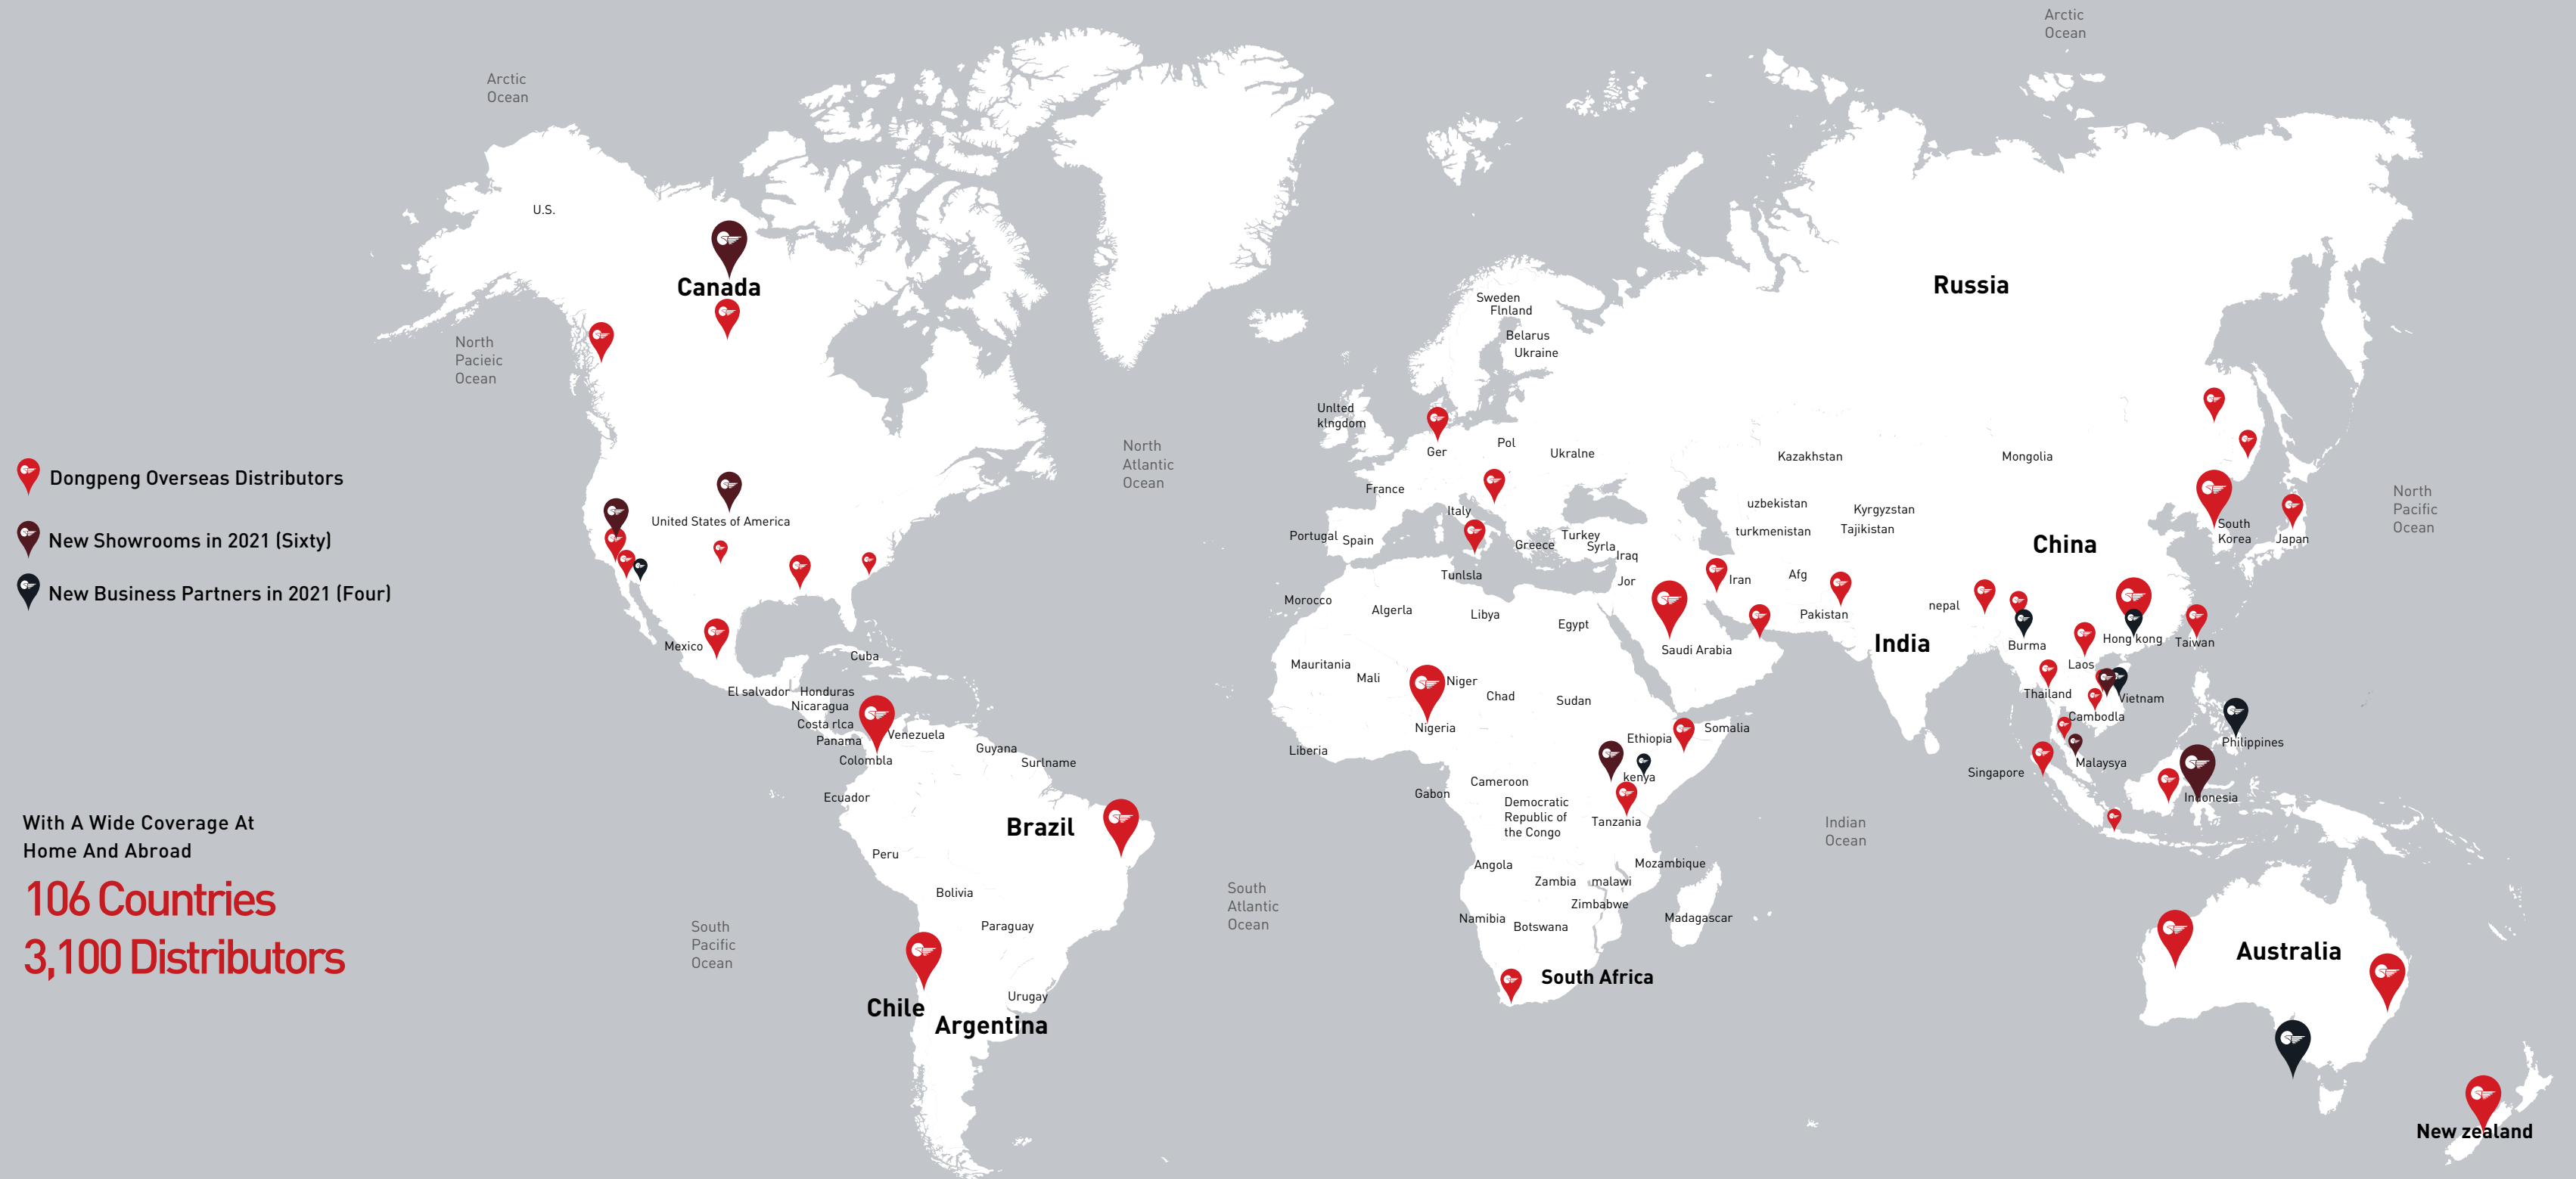 Arctic
Ocean
Arctic
Ocean
U.S.
Canada
Russia
Sweden
FInland
Belarus
Ukraine
North
Pacieic
Ocean
UnIted
kIngdom
Ger
Pol
Ukralne
Kazakhstan
Mongolia
North
Atlantic
Ocean
France
Italy
uzbekistan
Kyrgyzstan
turkmenistan
Tajikistan
North
Pacific
Ocean
Dongpeng Overseas Distributors
New Showrooms in 2021 (Sixty)
New Business Partners in 2021 (Four)
United States of America
Portugal
Spain
Greece
Turkey
Syrla
Iraq
China
South
Korea
Japan
TunIsla
Jor
Iran
Afg
Morocco
Algerla
Libya
Egypt
Pakistan
nepal
India
Saudi Arabia
Burma
Hong kong
Taiwan
Mexico
Cuba
Mauritania
Mali
Niger
Chad
Sudan
Laos
Thailand
Vietnam
Cambodla
El salvador
Honduras
Nicaragua
Costa rlca
Panama
Venezuela
Colombla
Guyana
Surlname
Nigeria
Liberia
Ethiopia
Somalia
Philippines
Malaysya
Singapore
Indonesia
Ecuador
Gabon
Cameroon
kenya
Democratic
Republic of
the Congo
Tanzania
Indian
Ocean
With A Wide Coverage At
Home And Abroad
106 Countries
3,100 Distributors
Brazil
Peru
Bolivia
Paraguay
South
Pacific
Ocean
South
Atlantic
Ocean
Angola
Zambia
malawi
Mozambique
Zimbabwe
Namibia
Botswana
Madagascar
South Africa
Australia
Urugay
Chile
Argentina
New zealand